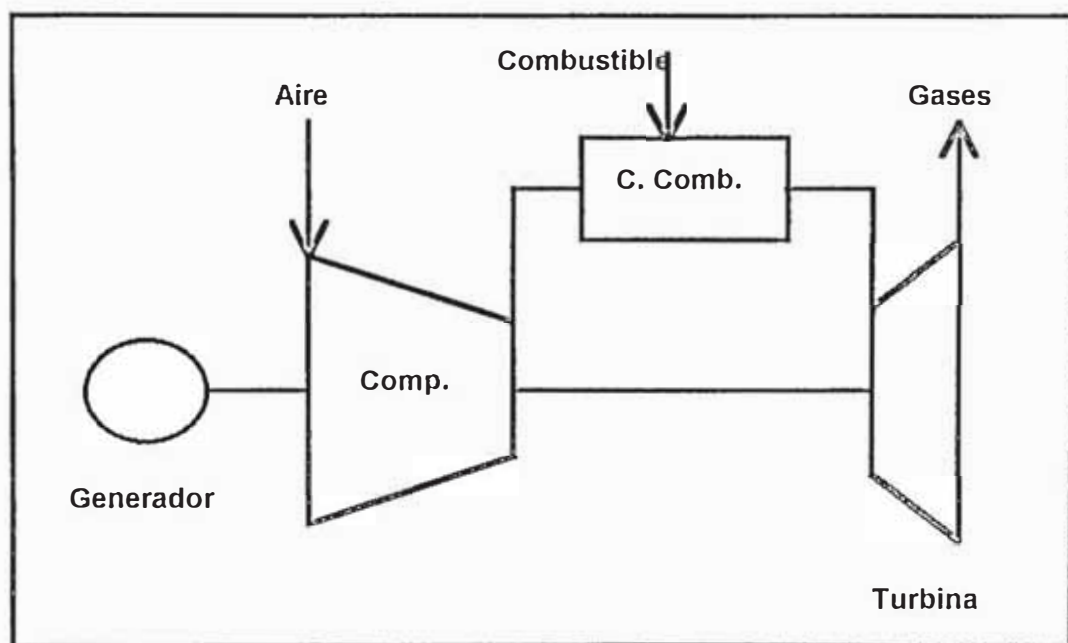 Combustible
Aire
Gases
C. Comb.
Comp.
Generador
Turbina